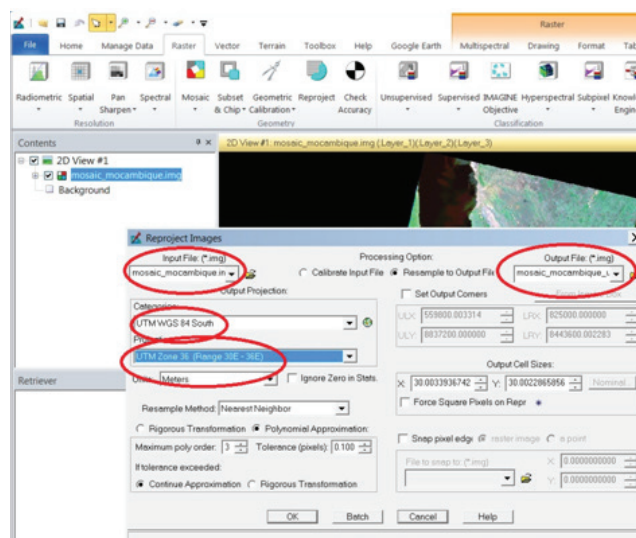 Raster
File Home Manage Data Raster Vector Terrain Toolbox Help Google Earth Multispectral Drawing Format
Radiometric Spatial Pan Sharpen Spectral Mosaic Subset & Chip Geometric Calibration Reproject Check Accuracy Unsupervised Supervised IMAGINE Objective Hyperspectral Subpixel
Resolution Geometry Classification
Contents
2D View #1: mosaic_mocambique.img (:Layer_1)(:Layer_2)(:Layer_3)
2D View #1
mosaic_mocambique.img
Background
Retriever
Reproject Images
Input File: (*.img) Processing Option: Output File: (*.img)
mosaic_mocambique.in Calibrate Input File Resample to Output File mosaic_mocambique_u
Output Projection: Set Output Corners
UTM WGS 84 South
ULX: 559800.003314 LRX: 825000.000000
ULY: 8837200.000000 LRY: 8443600.002283
UTM Zone 36 (Range 30E - 36E)
Meters Ignore Zero in Stats.
Output Cell Sizes:
X: 30.0033936742 Y: 30.0022865856 Nominal
Resample Method: Nearest Neighbor Force Square Pixels on Repr
Rigorous Transformation Polynomial Approximation:
Maximum poly order: 3 Tolerance (pixels): 0.100
Snap pixel edge raster image a point
If tolerance exceeded: File to snap to: (*.img) X: 0.0000000000
Continue Approximation Rigorous Transformation Y: 0.0000000000
OK Batch Cancel Help